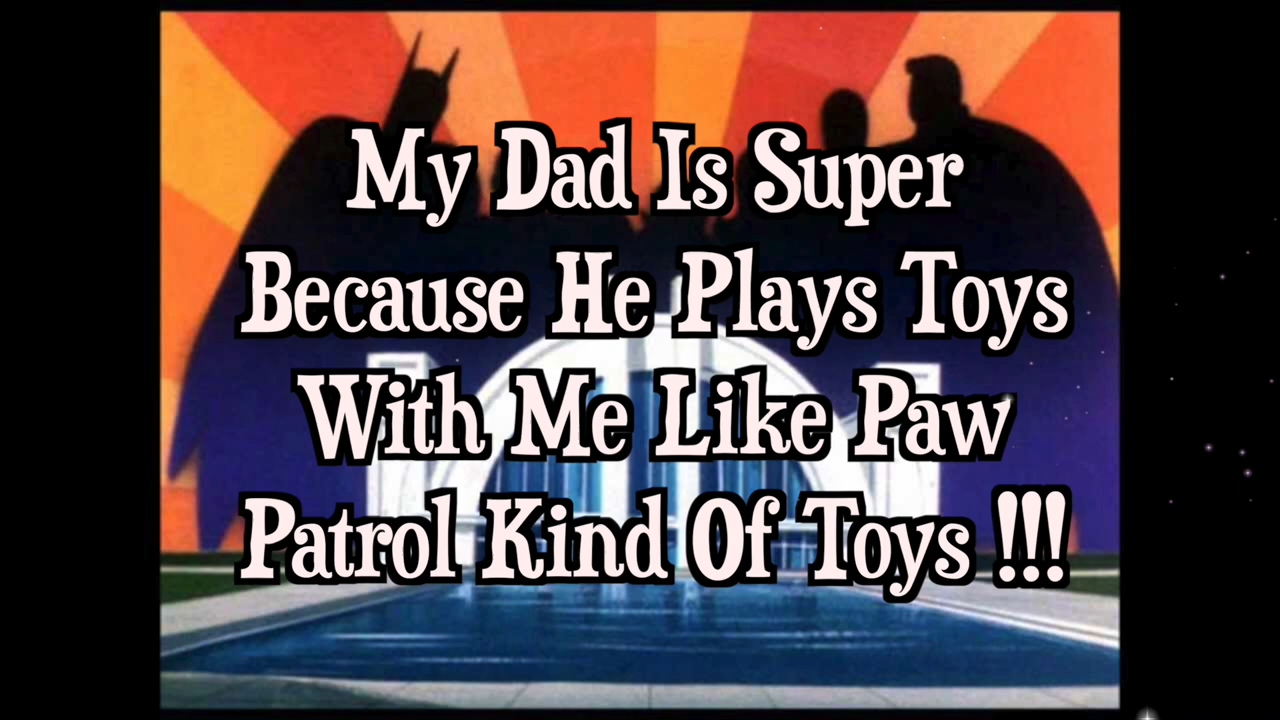 My Dad Is Super
Because He Plays Toys
With Me Like Paw
Patrol Kind Of Toys !!!